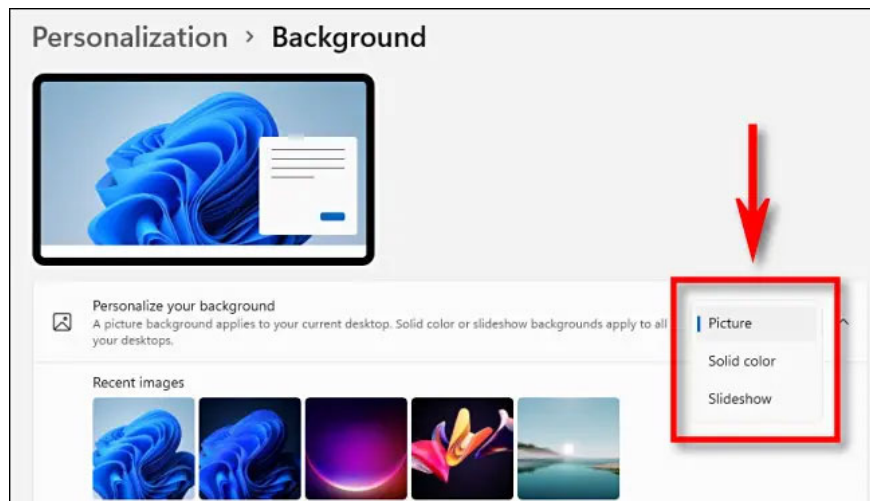 Personalization > Background
Personalize your background
A picture background applies to your current desktop. Solid color or slideshow backgrounds apply to all
your desktops.
Picture
Solid color
Slideshow
Recent images